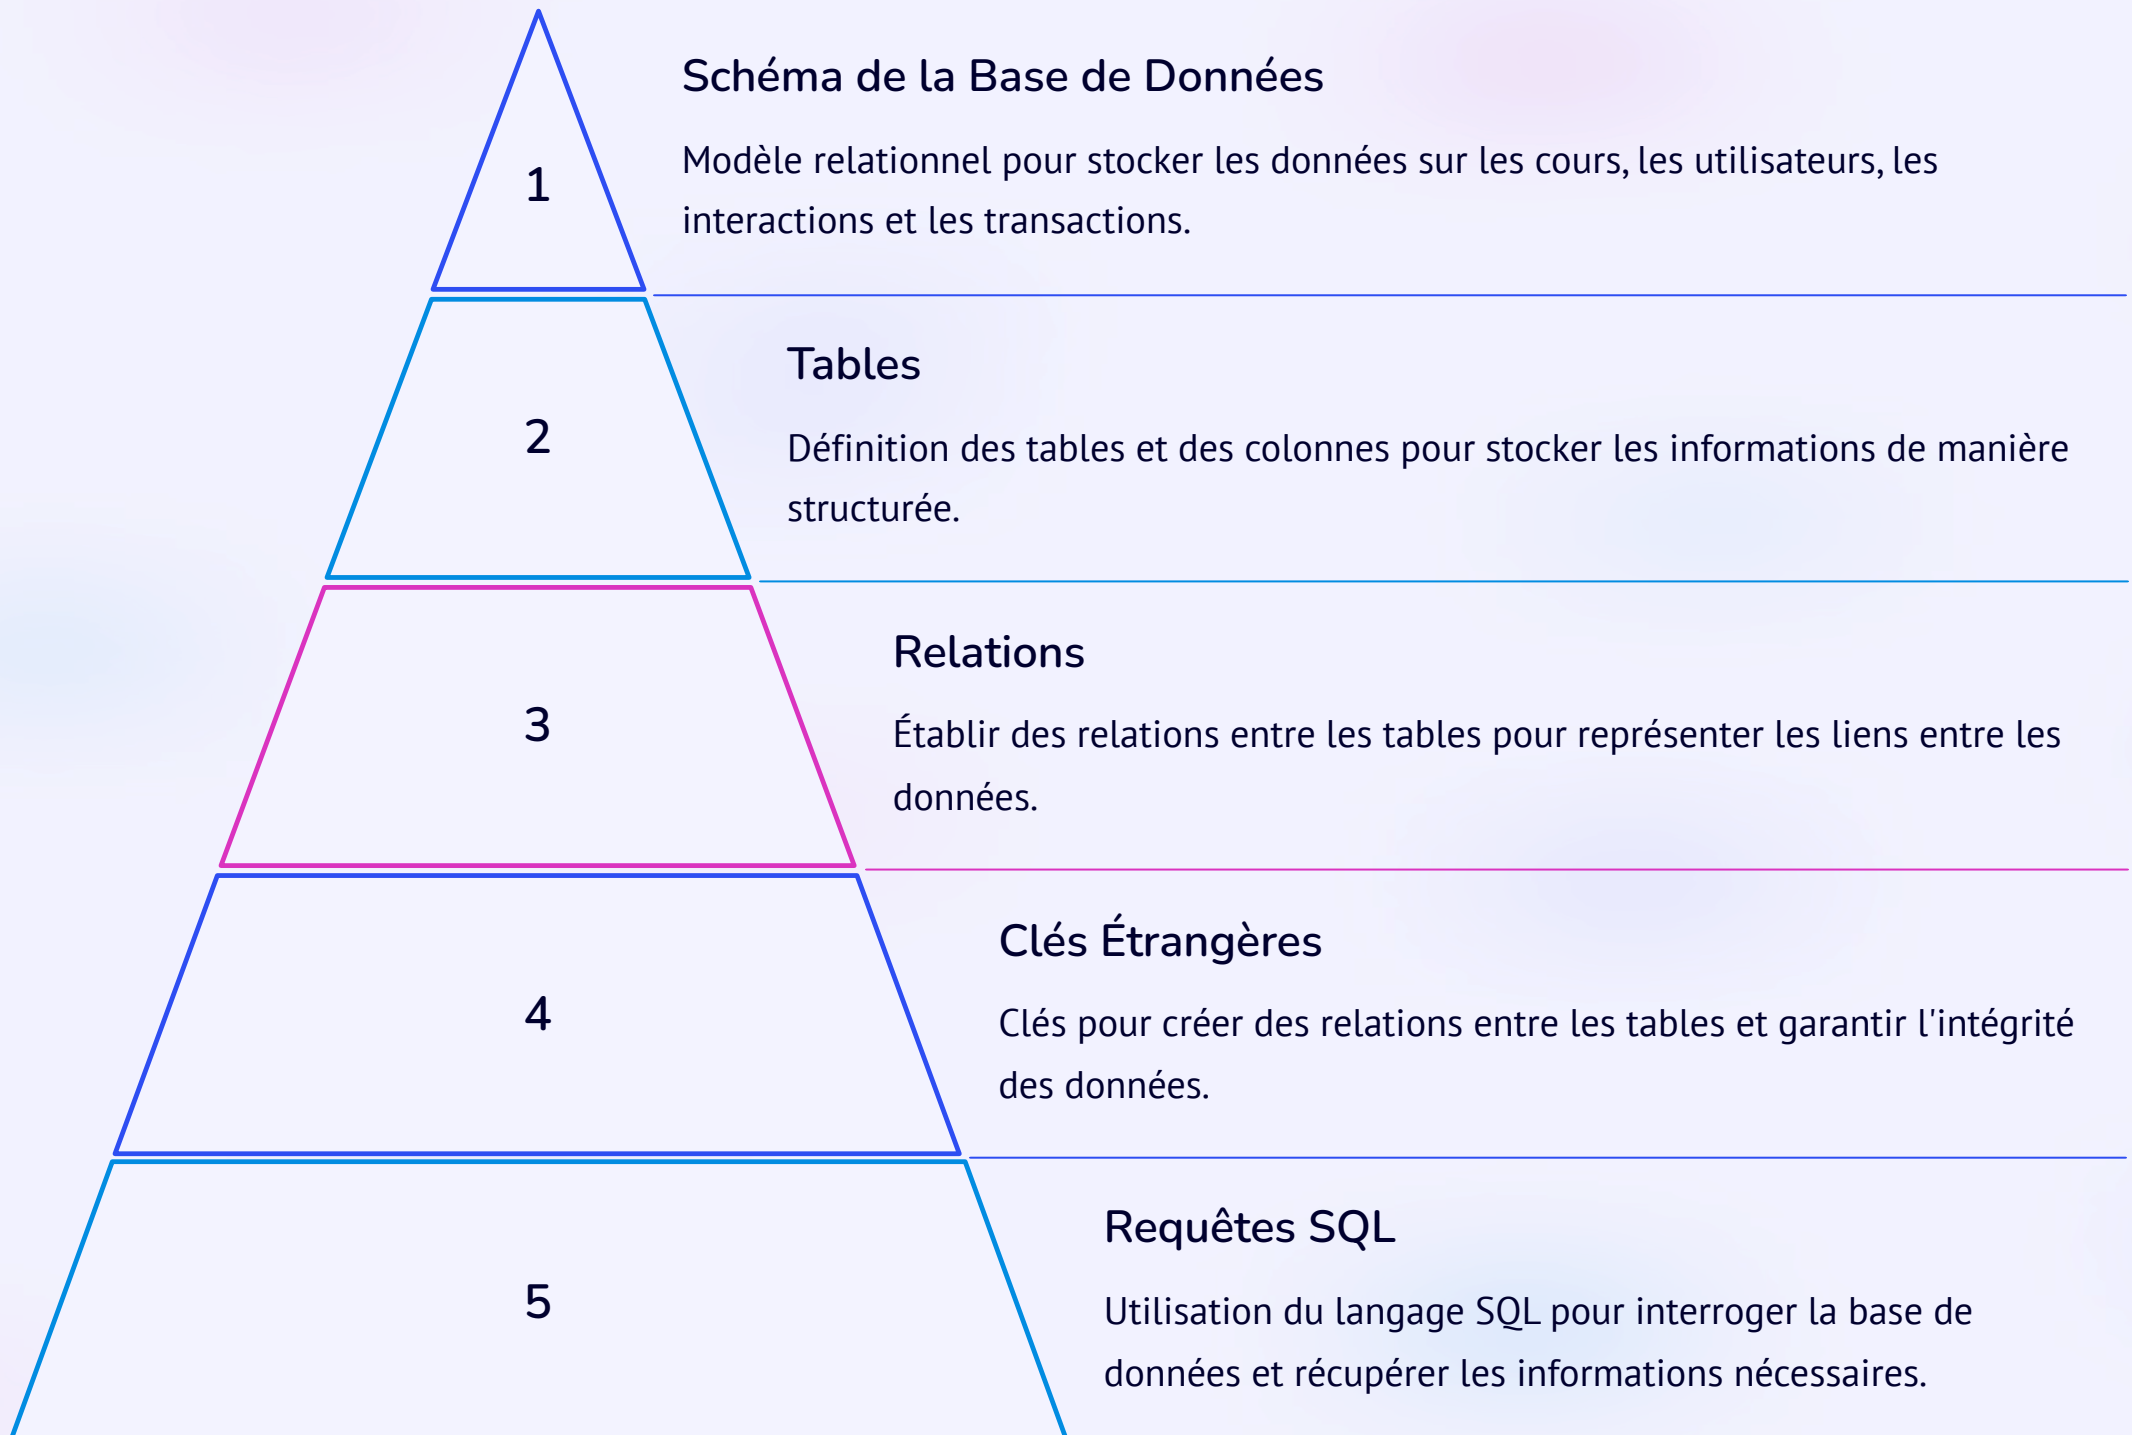 1
Schéma de la Base de Données
Modèle relationnel pour stocker les données sur les cours, les utilisateurs, les
interactions et les transactions.
2
Tables
Définition des tables et des colonnes pour stocker les informations de manière
structurée.
3
Relations
Établir des relations entre les tables pour représenter les liens entre les
données.
4
Clés Étrangères
Clés pour créer des relations entre les tables et garantir l'intégrité
des données.
5
Requêtes SQL
Utilisation du langage SQL pour interroger la base de
données et récupérer les informations nécessaires.